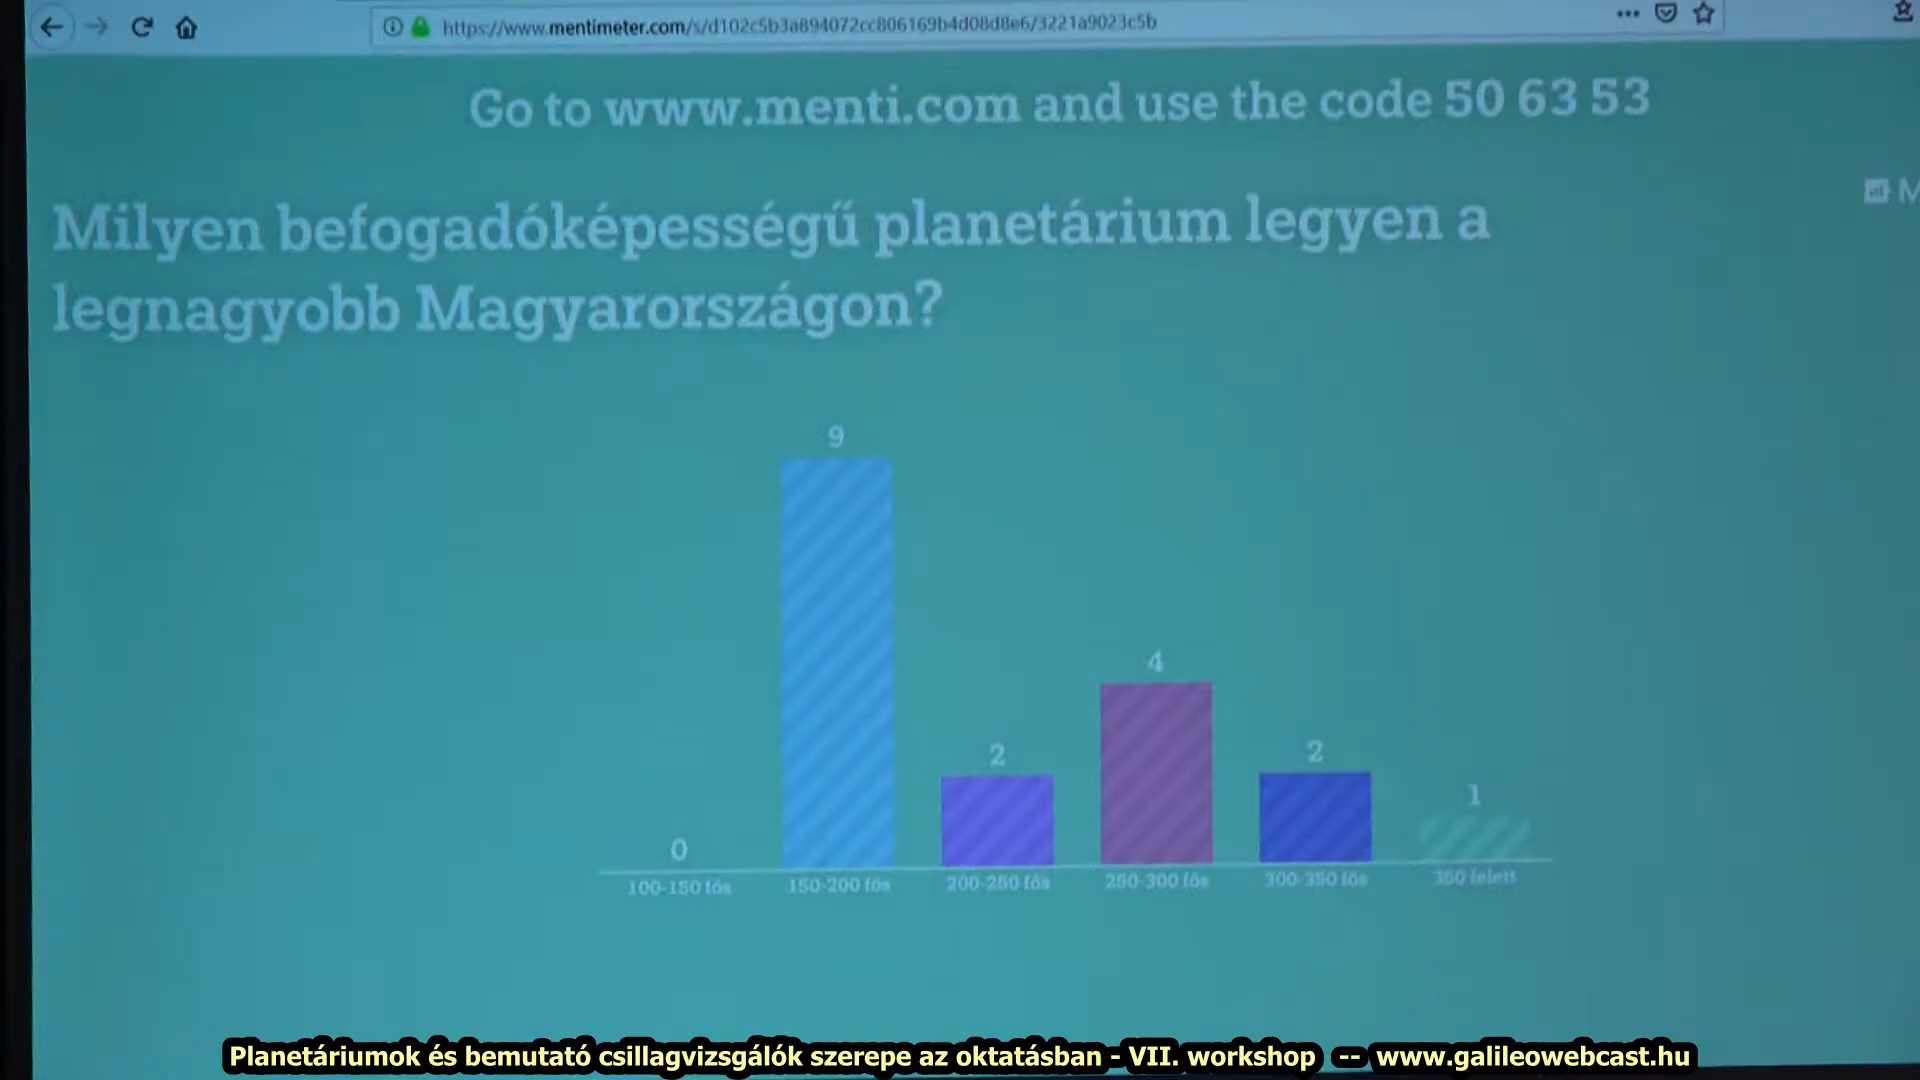 https://www.mentimeter.com/s/d102c5b3a894072cc806169b4d08d8e6/3221a9023c5b
Go to www.menti.com and use the code 50 63 53
M
Milyen befogadóképességű planetárium legyen a
legnagyobb Magyarországon?
9
4
2
2
1
0
100-150 fős
150-200 fős
200-250 fős
250-300 fős
300-350 fős
350 felett
Planetáriumok és bemutató csillagvizsgálók szerepe az oktatásban - VII. workshop -- www.galileowebcast.hu